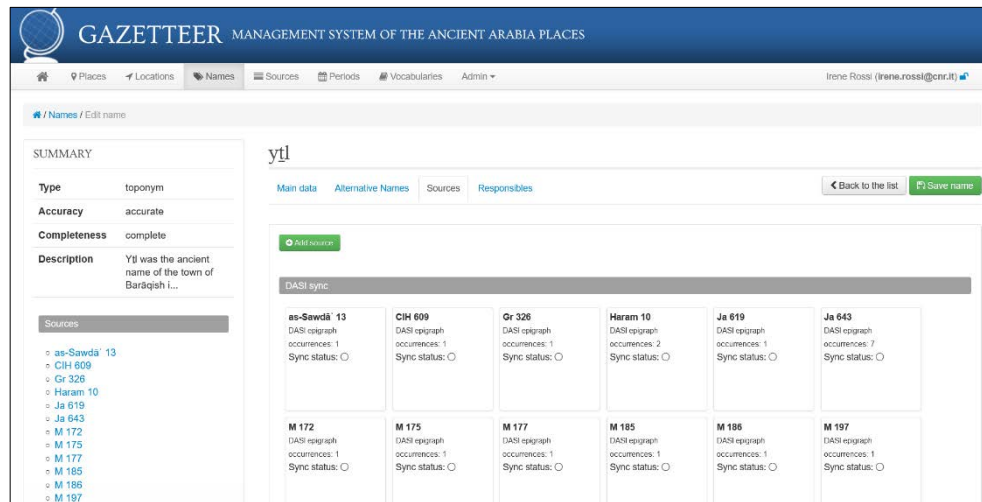 GAZETTEER MANAGEMENT SYSTEM OF THE ANCIENT ARABIA PLACES
Places Locations Names Sources Periods Vocabularies Admin Irene Rossi (irene.rossi@cnr.it)
/ Names / Edit name
SUMMARY
Type toponym
Accuracy accurate
Completeness complete
Description Yṯl was the ancient
name of the town of
Barāqish i...
Sources
as-Sawdāʾ 13
CIH 609
Gr 326
Haram 10
Ja 619
Ja 643
M 172
M 175
M 177
M 185
M 186
M 197
yṯl
Main data Alternative Names Sources Responsibles
Back to the list Save name
Add source
DASI sync
as-Sawdāʾ 13
DASI epigraph
occurrences: 1
Sync status:
CIH 609
DASI epigraph
occurrences: 1
Sync status:
Gr 326
DASI epigraph
occurrences: 1
Sync status:
Haram 10
DASI epigraph
occurrences: 2
Sync status:
Ja 619
DASI epigraph
occurrences: 1
Sync status:
Ja 643
DASI epigraph
occurrences: 7
Sync status:
M 172
DASI epigraph
occurrences: 1
Sync status:
M 175
DASI epigraph
occurrences: 1
Sync status:
M 177
DASI epigraph
occurrences: 1
Sync status:
M 185
DASI epigraph
occurrences: 1
Sync status:
M 186
DASI epigraph
occurrences: 1
Sync status:
M 197
DASI epigraph
occurrences: 1
Sync status: